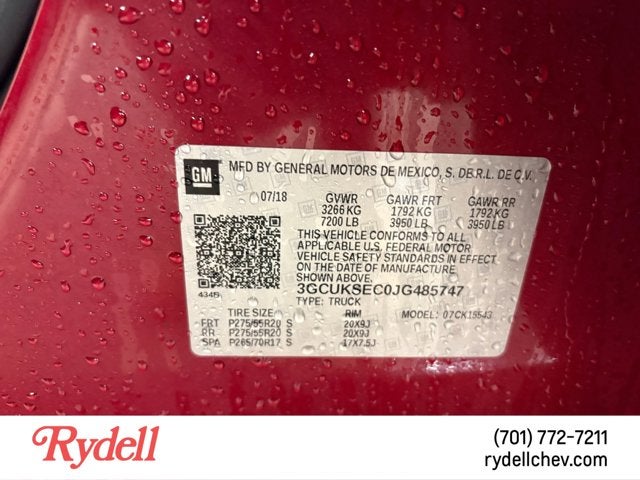 GM
MFD BY GENERAL MOTORS DE MEXICO, S. DE R.L. DE C.V.
07/18 GVWR GAWR FRT GAWR RR
3266 KG 1792 KG 1792 KG
7200 LB 3950 LB 3950 LB
THIS VEHICLE CONFORMS TO ALL
APPLICABLE U.S. FEDERAL MOTOR
VEHICLE SAFETY STANDARDS IN EFFECT
ON THE DATE OF MANUFACTURE
SHOWN ABOVE.
3GCUKSEC0JG485747
TYPE: TRUCK
MODEL: 07CK15543
TIRE SIZE RIM
FRT P275/55R20 S 20X9J
RR P275/55R20 S 20X9J
SPA P265/70R17 S 17X7.5J
Rydell
(701) 772-7211
rydellchev.com